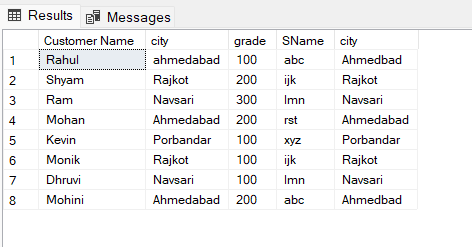 Results Messages
Customer Name city grade SName city
1 Rahul ahmedabad 100 abc Ahmedbad
2 Shyam Rajkot 200 ijk Rajkot
3 Ram Navsari 300 lmn Navsari
4 Mohan Ahmedabad 200 rst Ahmedabad
5 Kevin Porbandar 100 xyz Porbandar
6 Monik Rajkot 100 ijk Rajkot
7 Dhruvi Navsari 100 lmn Navsari
8 Mohini Ahmedabad 200 abc Ahmedbad